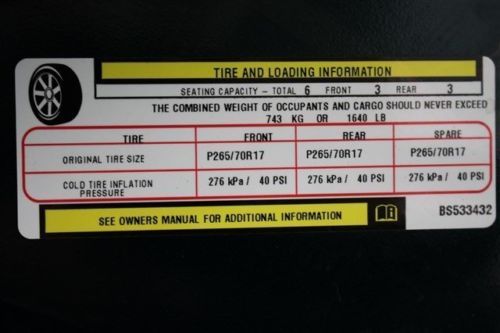 TIRE AND LOADING INFORMATION
SEATING CAPACITY - TOTAL 6 FRONT 3 REAR 3
THE COMBINED WEIGHT OF OCCUPANTS AND CARGO SHOULD NEVER EXCEED
743 KG OR 1640 LB
TIRE FRONT REAR SPARE
ORIGINAL TIRE SIZE P265/70R17 P265/70R17 P265/70R17
COLD TIRE INFLATION PRESSURE 276 kPa / 40 PSI 276 kPa / 40 PSI 276 kPa / 40 PSI
SEE OWNERS MANUAL FOR ADDITIONAL INFORMATION
BS533432